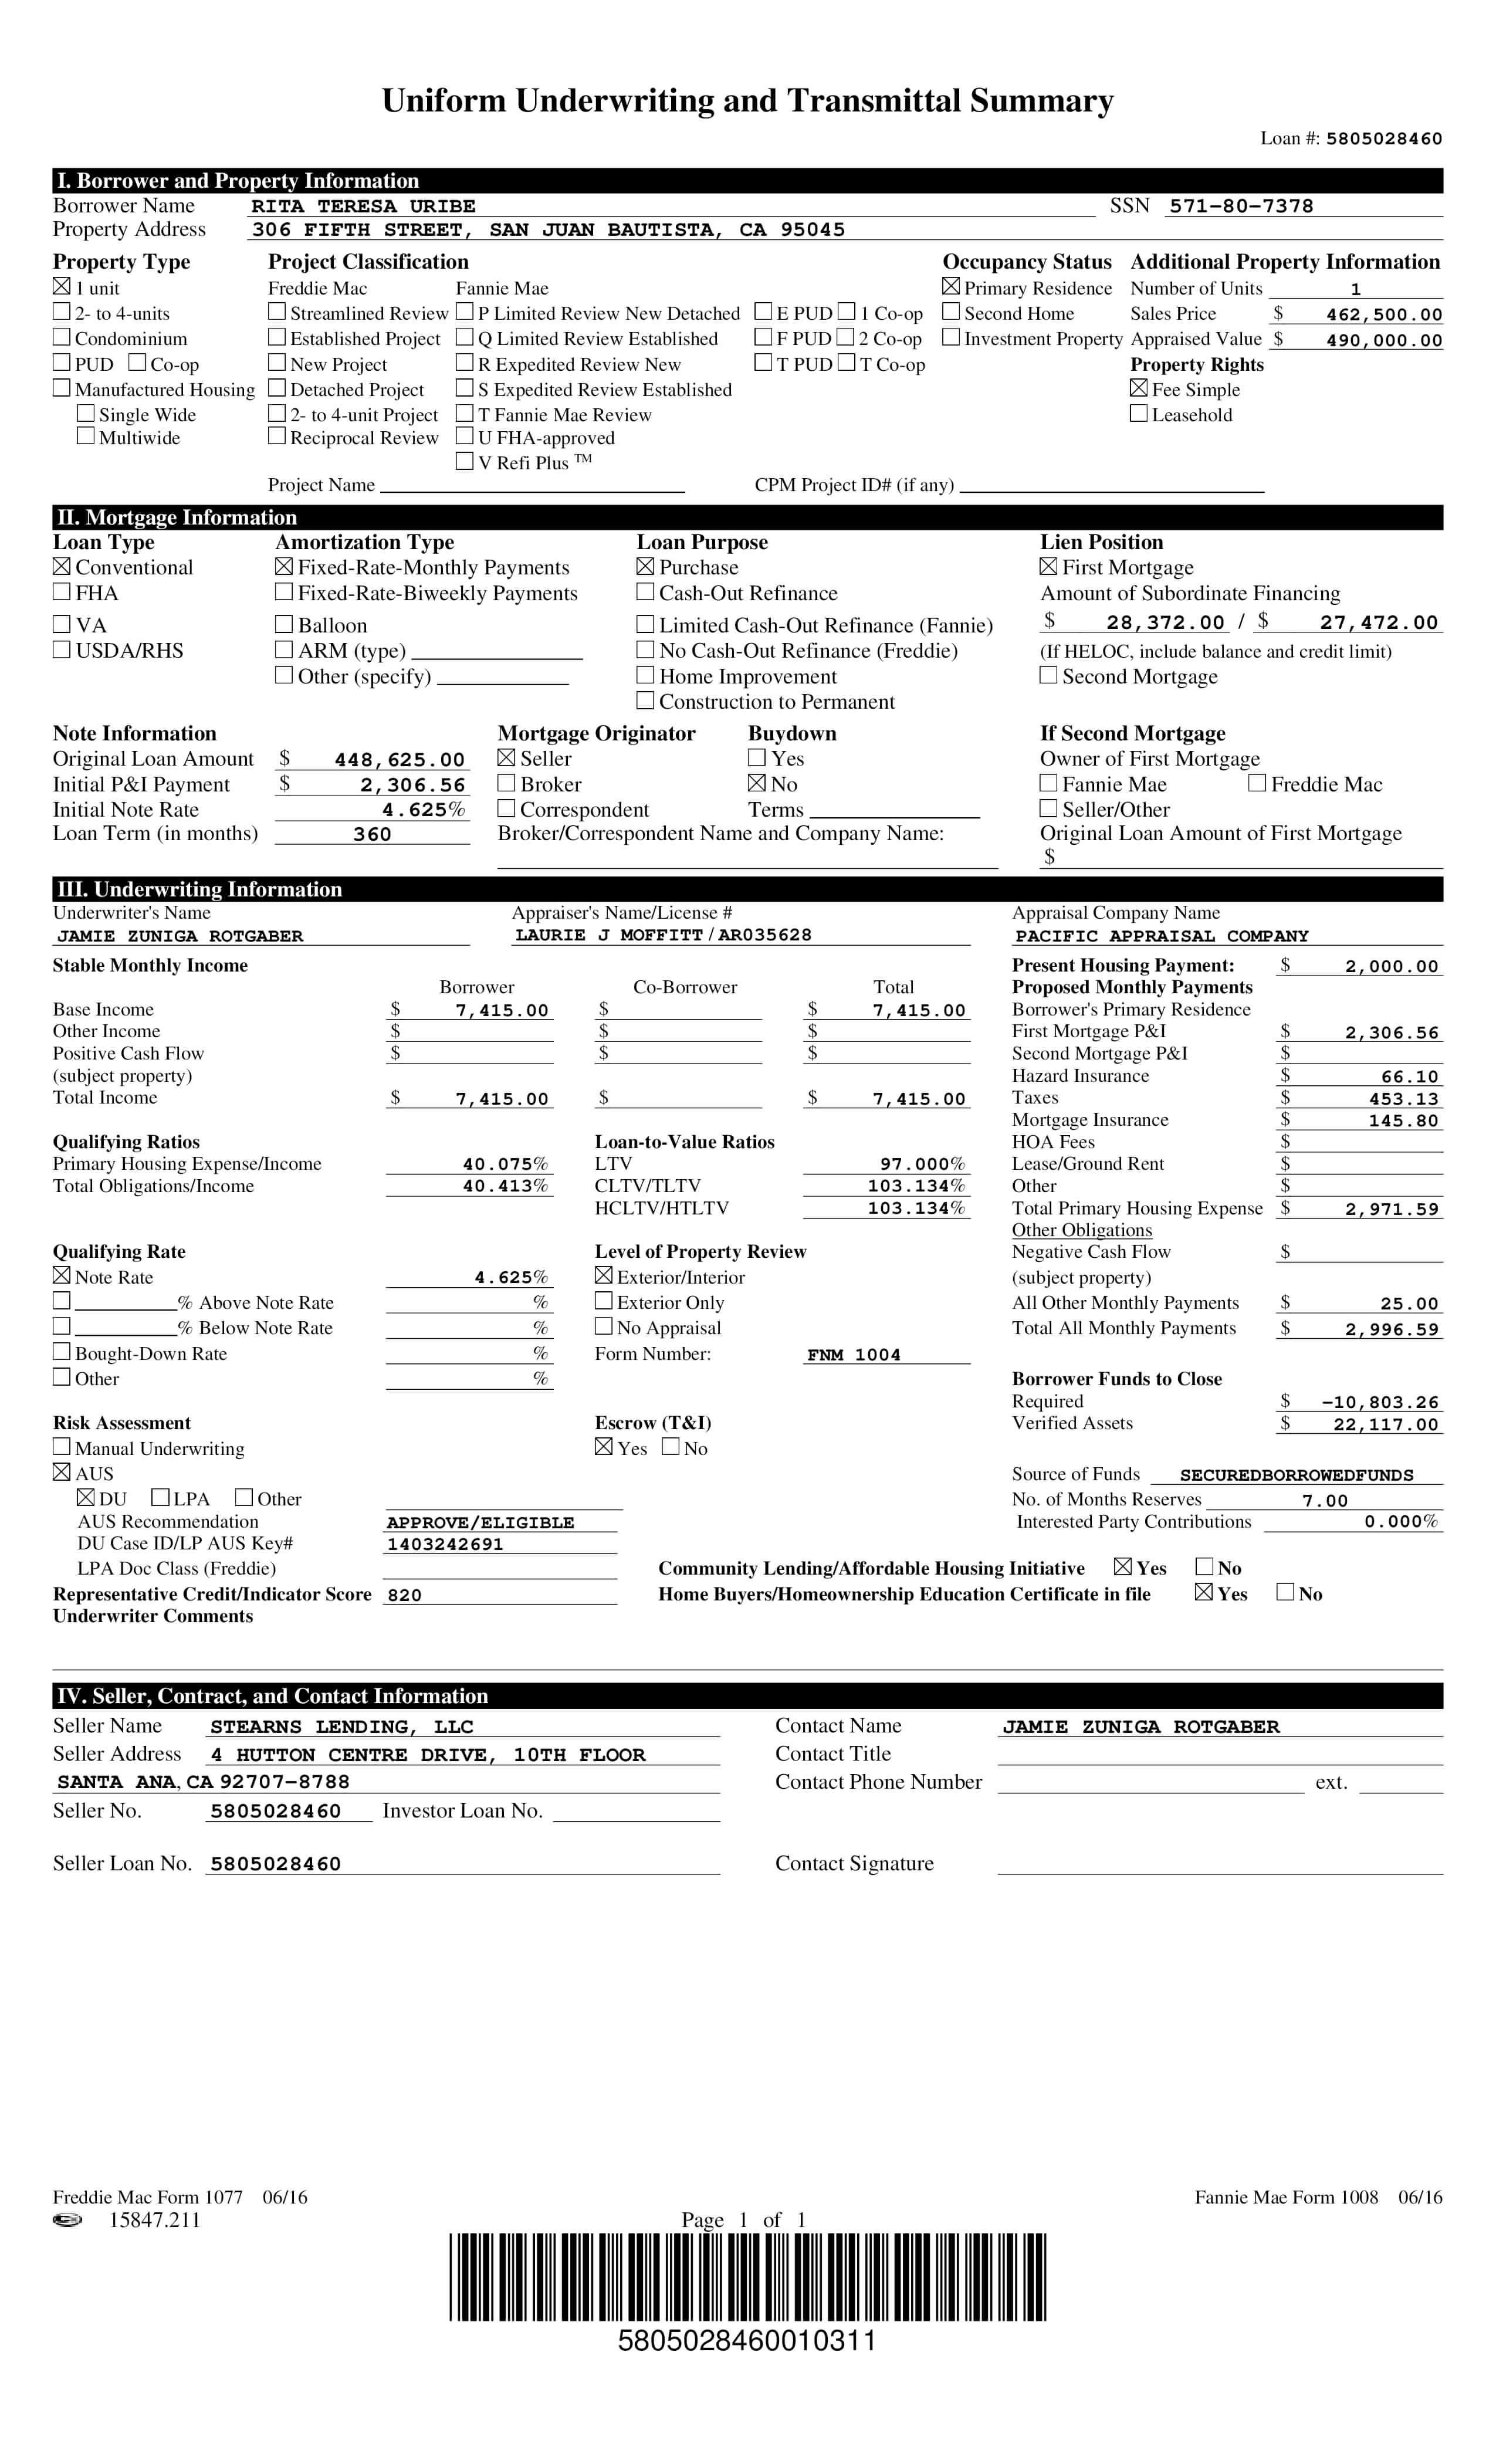 Uniform Underwriting and Transmittal Summary
Loan #: 5805028460
I. Borrower and Property Information
Borrower Name RITA TERESA URIBE SSN 571-80-7378
Property Address 306 FIFTH STREET, SAN JUAN BAUTISTA, CA 95045
Property Type Project Classification Occupancy Status Additional Property Information
☒ 1 unit Freddie Mac Fannie Mae ☒ Primary Residence Number of Units 1
☐ 2- to 4-units ☐ Streamlined Review ☐ P Limited Review New Detached ☐ E PUD ☐ 1 Co-op ☐ Second Home Sales Price $ 462,500.00
☐ Condominium ☐ Established Project ☐ Q Limited Review Established ☐ F PUD ☐ 2 Co-op ☐ Investment Property Appraised Value $ 490,000.00
☐ PUD ☐ Co-op ☐ New Project ☐ R Expedited Review New ☐ T PUD ☐ T Co-op Property Rights
☐ Manufactured Housing ☐ Detached Project ☐ S Expedited Review Established ☒ Fee Simple
☐ Single Wide ☐ 2- to 4-unit Project ☐ T Fannie Mae Review ☐ Leasehold
☐ Multiwide ☐ Reciprocal Review ☐ U FHA-approved
☐ V Refi Plus TM
Project Name CPM Project ID# (if any)
II. Mortgage Information
Loan Type Amortization Type Loan Purpose Lien Position
☒ Conventional ☒ Fixed-Rate-Monthly Payments ☒ Purchase ☒ First Mortgage
☐ FHA ☐ Fixed-Rate-Biweekly Payments ☐ Cash-Out Refinance Amount of Subordinate Financing
☐ VA ☐ Balloon ☐ Limited Cash-Out Refinance (Fannie) $ 28,372.00 / $ 27,472.00
☐ USDA/RHS ☐ ARM (type) ☐ No Cash-Out Refinance (Freddie) (If HELOC, include balance and credit limit)
☐ Other (specify) ☐ Home Improvement ☐ Second Mortgage
☐ Construction to Permanent
Note Information Mortgage Originator Buydown If Second Mortgage
Original Loan Amount $ 448,625.00 ☒ Seller ☐ Yes Owner of First Mortgage
Initial P&I Payment $ 2,306.56 ☐ Broker ☒ No ☐ Fannie Mae ☐ Freddie Mac
Initial Note Rate 4.625% ☐ Correspondent Terms ☐ Seller/Other
Loan Term (in months) 360 Broker/Correspondent Name and Company Name: Original Loan Amount of First Mortgage
$
III. Underwriting Information
Underwriter's Name Appraiser's Name/License # Appraisal Company Name
JAMIE ZUNIGA ROTGABER LAURIE J MOFFITT / AR035628 PACIFIC APPRAISAL COMPANY
Stable Monthly Income Present Housing Payment: $ 2,000.00
Borrower Co-Borrower Total Proposed Monthly Payments
Base Income $ 7,415.00 $ $ 7,415.00 Borrower's Primary Residence
Other Income $ $ $ First Mortgage P&I $ 2,306.56
Positive Cash Flow $ $ $ Second Mortgage P&I $
(subject property) Hazard Insurance $ 66.10
Total Income $ 7,415.00 $ $ 7,415.00 Taxes $ 453.13
Mortgage Insurance $ 145.80
Qualifying Ratios Loan-to-Value Ratios HOA Fees $
Primary Housing Expense/Income 40.075% LTV 97.000% Lease/Ground Rent $
Total Obligations/Income 40.413% CLTV/TLTV 103.134% Other $
HCLTV/HTLTV 103.134% Total Primary Housing Expense $ 2,971.59
Other Obligations
Qualifying Rate Level of Property Review Negative Cash Flow $
☒ Note Rate 4.625% ☒ Exterior/Interior (subject property)
☐ % Above Note Rate % ☐ Exterior Only All Other Monthly Payments $ 25.00
☐ % Below Note Rate % ☐ No Appraisal Total All Monthly Payments $ 2,996.59
☐ Bought-Down Rate % Form Number: FNM 1004
☐ Other % Borrower Funds to Close
Required $ -10,803.26
Risk Assessment Escrow (T&I) Verified Assets $ 22,117.00
☐ Manual Underwriting ☒ Yes ☐ No
☒ AUS Source of Funds SECUREDBORROWEDFUNDS
☒ DU ☐ LPA ☐ Other No. of Months Reserves 7.00
AUS Recommendation APPROVE/ELIGIBLE Interested Party Contributions 0.000%
DU Case ID/LP AUS Key# 1403242691
LPA Doc Class (Freddie) Community Lending/Affordable Housing Initiative ☒ Yes ☐ No
Representative Credit/Indicator Score 820 Home Buyers/Homeownership Education Certificate in file ☒ Yes ☐ No
Underwriter Comments
IV. Seller, Contract, and Contact Information
Seller Name STEARNS LENDING, LLC Contact Name JAMIE ZUNIGA ROTGABER
Seller Address 4 HUTTON CENTRE DRIVE, 10TH FLOOR Contact Title
SANTA ANA, CA 92707-8788 Contact Phone Number ext.
Seller No. 5805028460 Investor Loan No.
Seller Loan No. 5805028460 Contact Signature
Freddie Mac Form 1077 06/16 Fannie Mae Form 1008 06/16
15847.211 Page 1 of 1
5805028460010311